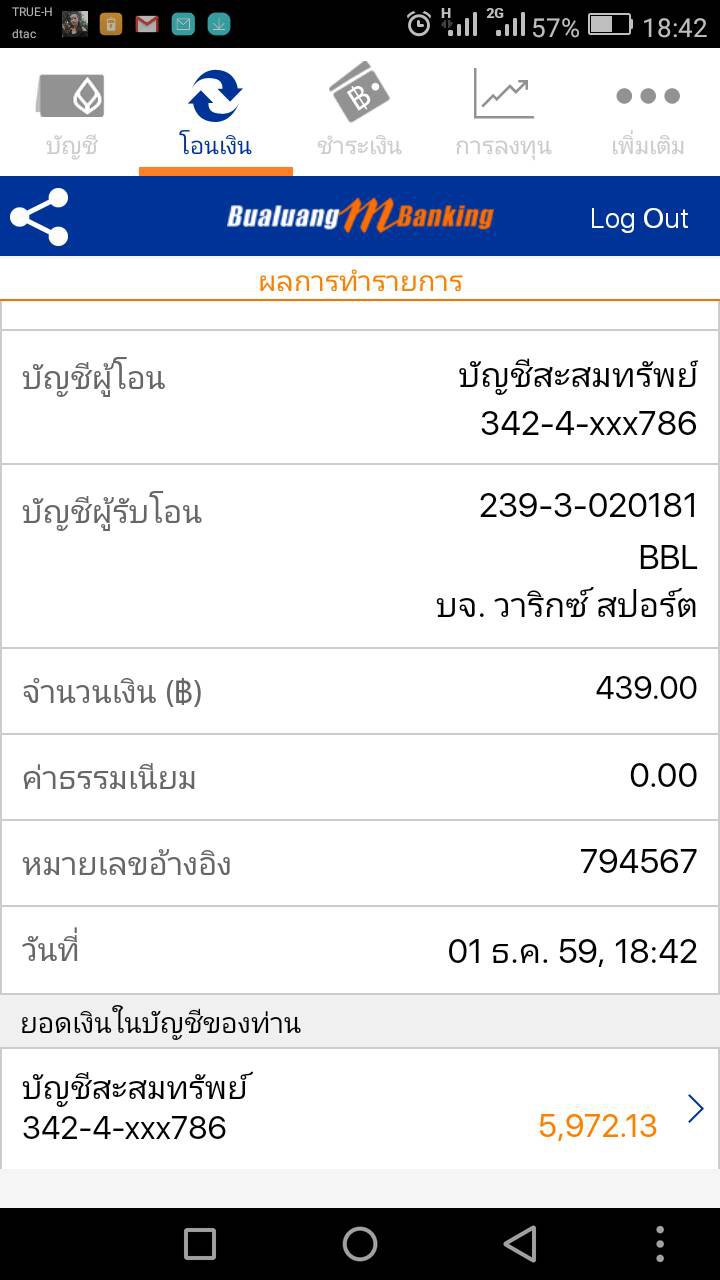 TRUE-H
dtac
H
2G
57%
18:42
บัญชี
โอนเงิน
ชำระเงิน
การลงทุน
เพิ่มเติม
Bualuang mBanking
Log Out
ผลการทำรายการ
บัญชีผู้โอน
บัญชีสะสมทรัพย์
342-4-xxx786
บัญชีผู้รับโอน
239-3-020181
BBL
บจ. วาริกซ์ สปอร์ต
จำนวนเงิน (฿)
439.00
ค่าธรรมเนียม
0.00
หมายเลขอ้างอิง
794567
วันที่
01 ธ.ค. 59, 18:42
ยอดเงินในบัญชีของท่าน
บัญชีสะสมทรัพย์
342-4-xxx786
5,972.13